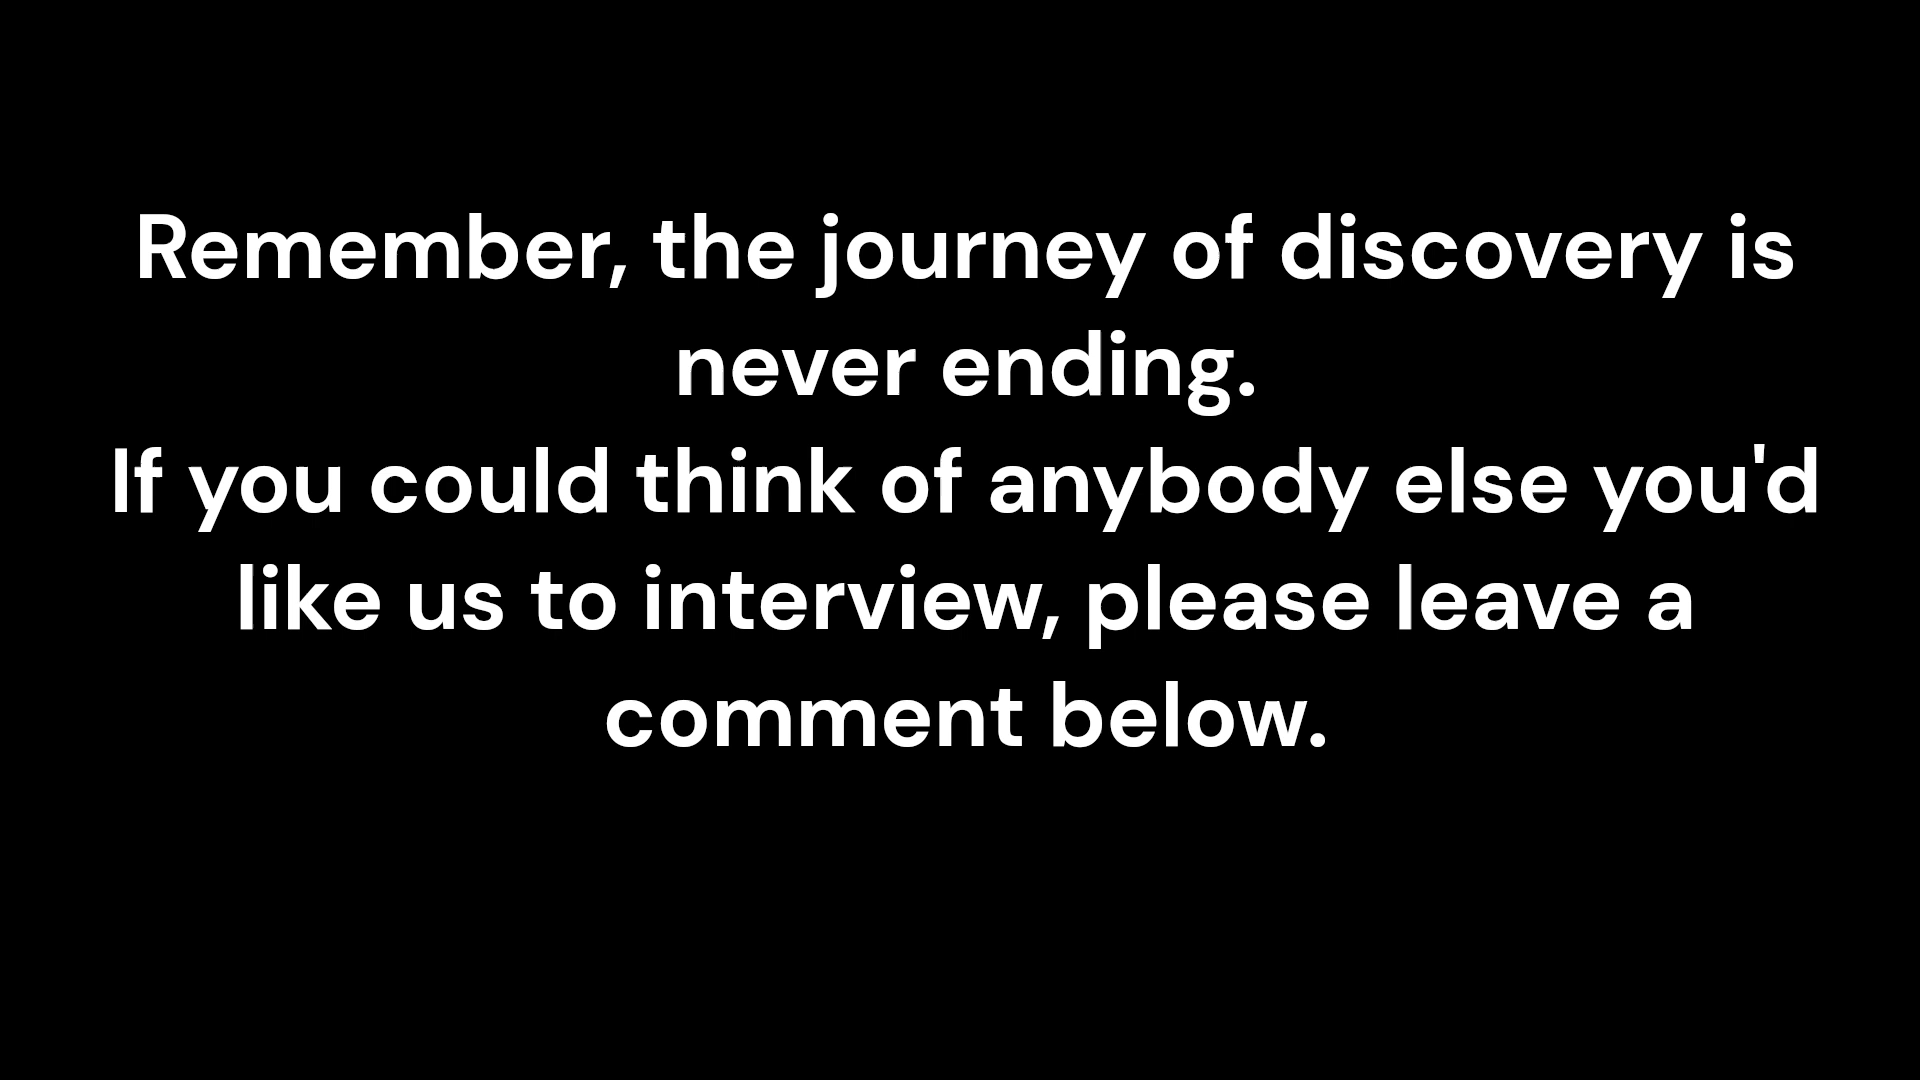 Remember, the journey of discovery is
never ending.
If you could think of anybody else you'd
like us to interview, please leave a
comment below.